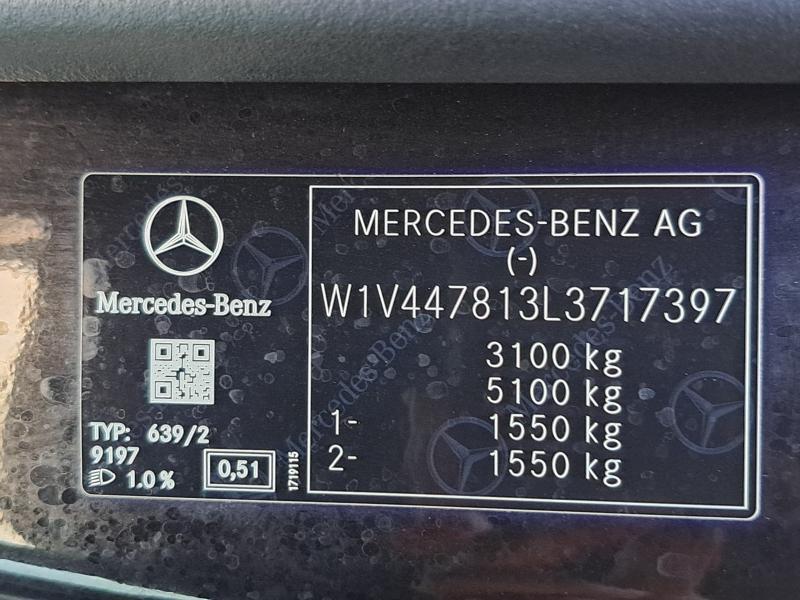 Mercedes-Benz
TYP: 639/2
9197
1.0 %
0,51
1719115
MERCEDES-BENZ AG
(-)
W1V447813L3717397
3100 kg
5100 kg
1- 1550 kg
2- 1550 kg